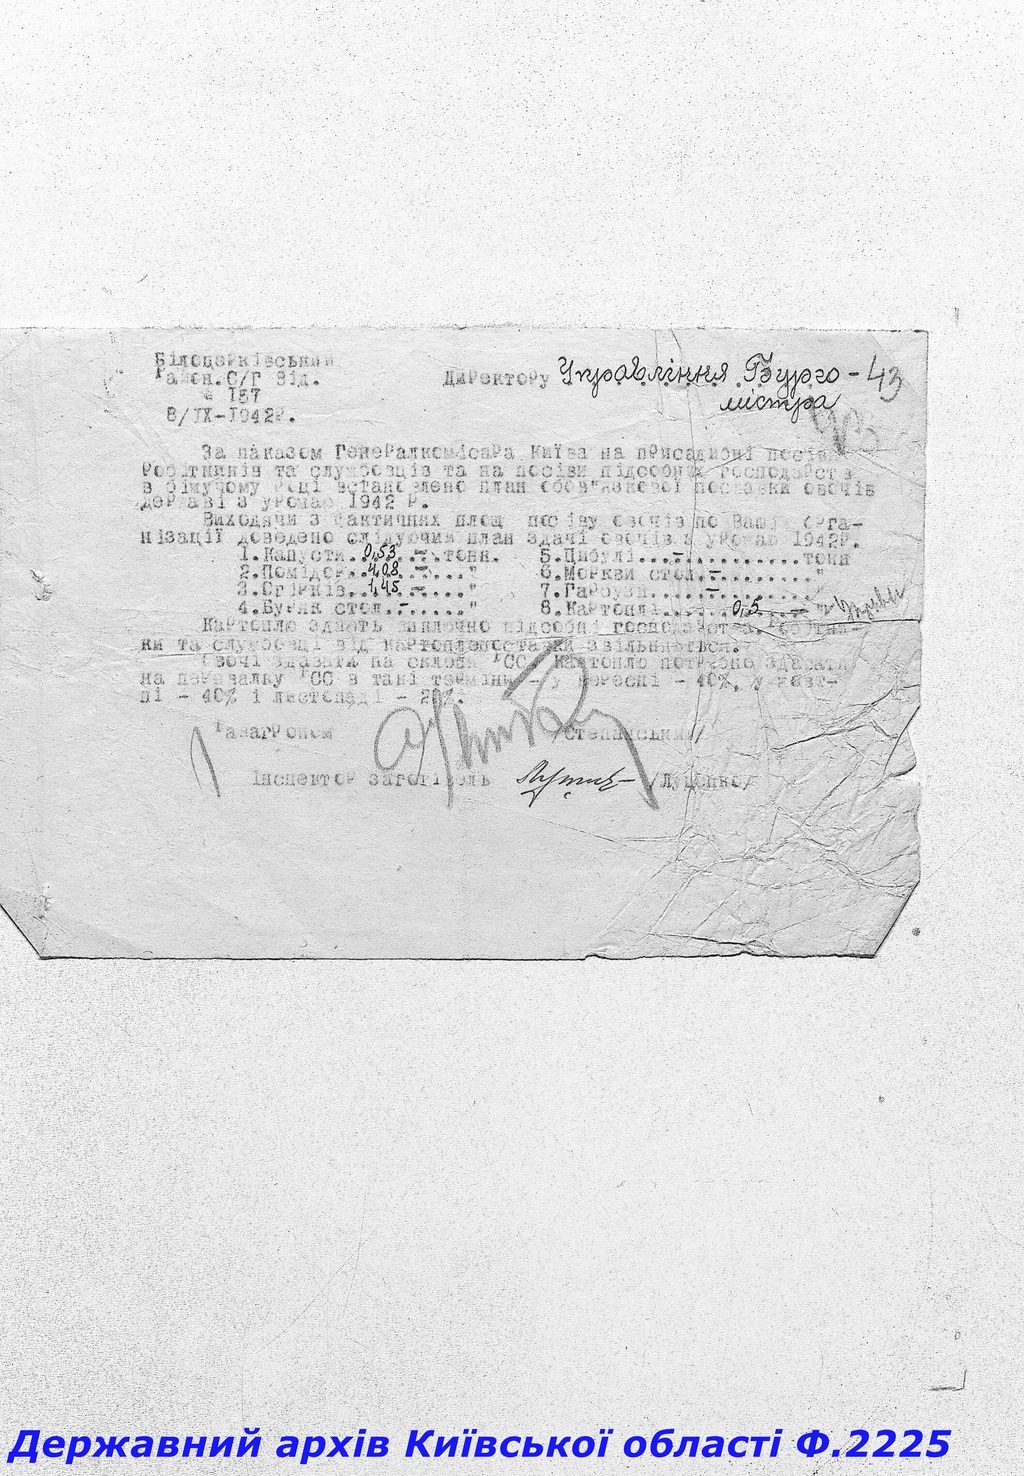 Білоцерківський
Район.С/Г Від.
№ 157
8/IX-1942р.
Директору Управління Бурго-
містра
43
За наказом Генералкомісара Києва на присадибні посіви
робітників та службовців та на посіви підсобних господарств
в біжучому році встановлено план обов"язкової поставки овочів
державі з урожаю 1942 р.
Виходячи з фактичних площ посіву овочів по Вашій орга-
нізації доведено слідуючий план здачі овочів з урожаю 1942р.
1.Капусти..0,53..-.тонн. 5.Цибулі...-...........тонн
2.Помідор..4,08..-...." 6.Моркви стол.-........."
3.Огірків..1,45..-...." 7.Гарбузи.....-........."
4.Буряк стол.-......." 8.Картоплі......0,5..-.."
Картоплю здають виключно підсобні господарства. Робітни-
ки та службовці від картоплепоставки звільняються.
Овочі здавати на склади РСС, картоплю потрібно здавати
на перевалку РСС в такі терміни - у вересні - 40%, у жовт-
ні - 40% і листопаді - 20%.
Райагроном /Степанський/
Інспектор заготівель /Луценко/
Державний архів Київської області Ф.2225